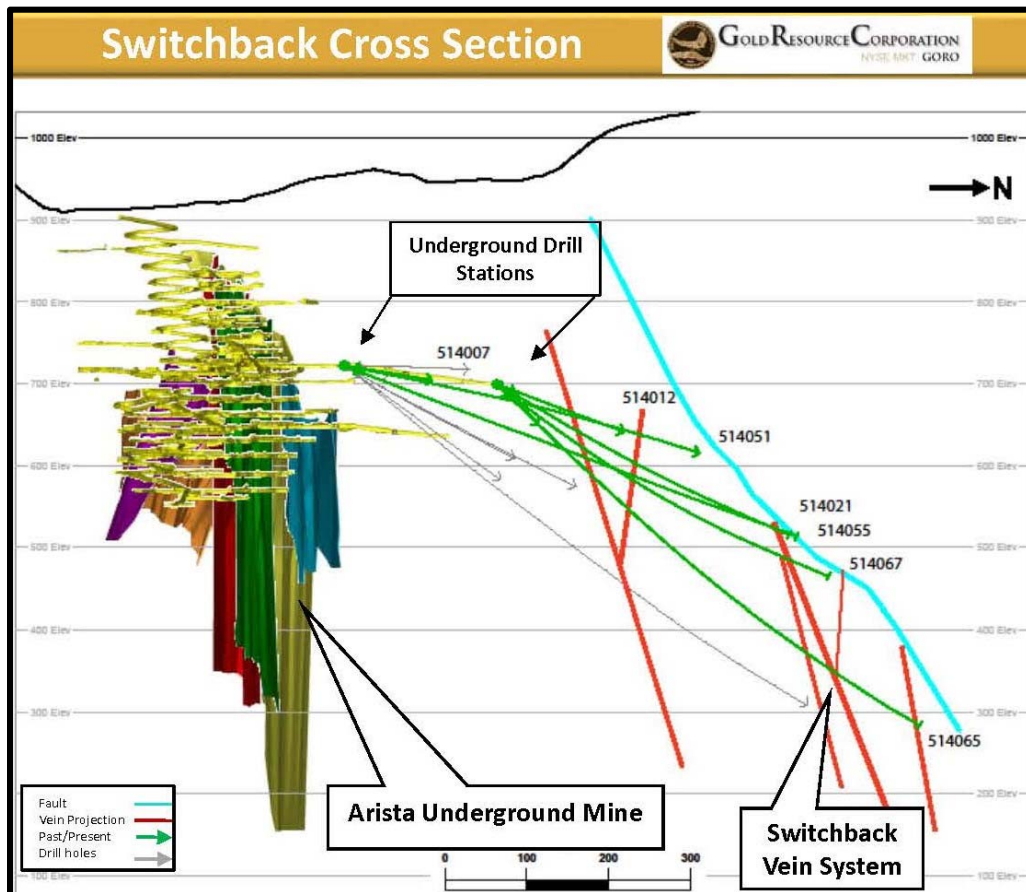 Switchback Cross Section
GOLD RESOURCE CORPORATION
NYSE MKT: GORO
1000 Elev
1000 Elev
N
900 Elev
900 Elev
Underground Drill
Stations
800 Elev
800 Elev
514007
700 Elev
700 Elev
514012
514051
600 Elev
600 Elev
514021
514055
500 Elev
500 Elev
514067
400 Elev
400 Elev
300 Elev
300 Elev
514065
Fault
Vein Projection
Past/Present
Drill holes
Arista Underground Mine
Switchback
Vein System
200 Elev
0 100 200 300
100 Elev
100 Elev